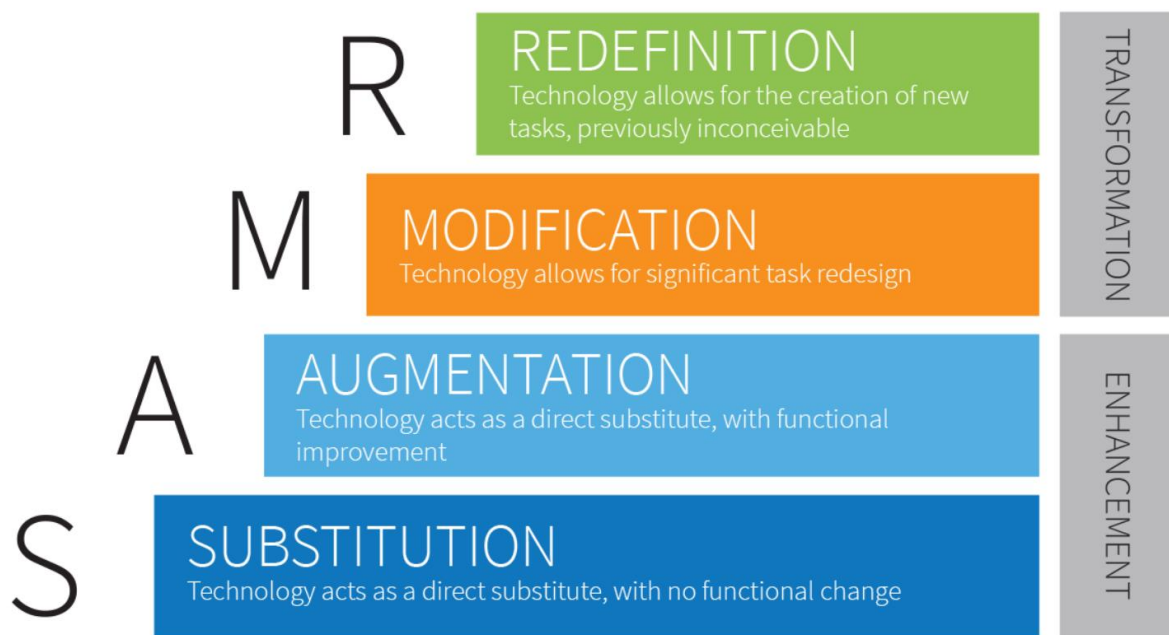 R
REDEFINITION
Technology allows for the creation of new
tasks, previously inconceivable
M
MODIFICATION
Technology allows for significant task redesign
TRANSFORMATION
A
AUGMENTATION
Technology acts as a direct substitute, with functional
improvement
S
SUBSTITUTION
Technology acts as a direct substitute, with no functional change
ENHANCEMENT